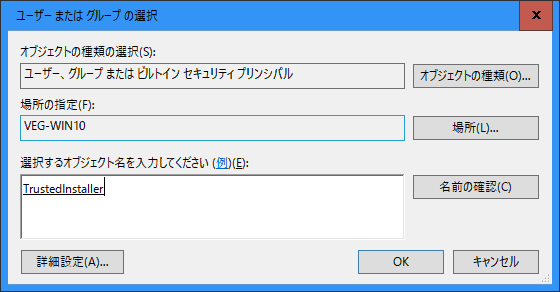 ユーザー または グループ の選択
オブジェクトの種類の選択(S):
ユーザー、グループ または ビルトイン セキュリティ プリンシパル
オブジェクトの種類(O)...
場所の指定(F):
VEG-WIN10
場所(L)...
選択するオブジェクト名を入力してください (例)(E):
TrustedInstaller
名前の確認(C)
詳細設定(A)...
OK
キャンセル